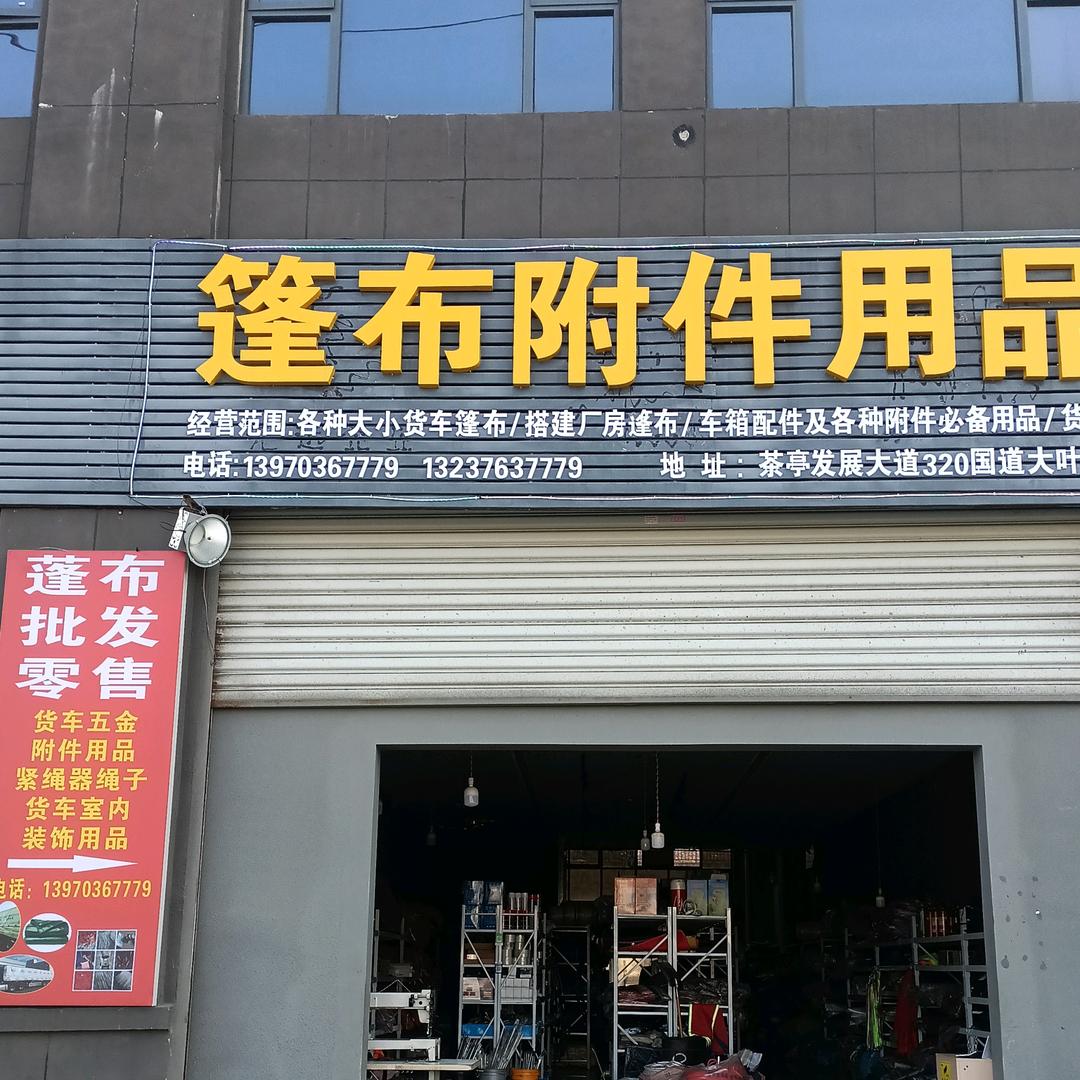 篷布附件用品
经营范围:各种大小货车篷布/搭建厂房篷布/车箱配件及各种附件必备用品/货
电话:13970367779 13237637779 地 址：茶亭发展大道320国道大叶
蓬布
批发
零售
货车五金
附件用品
紧绳器绳子
货车室内
装饰用品
电话：13970367779